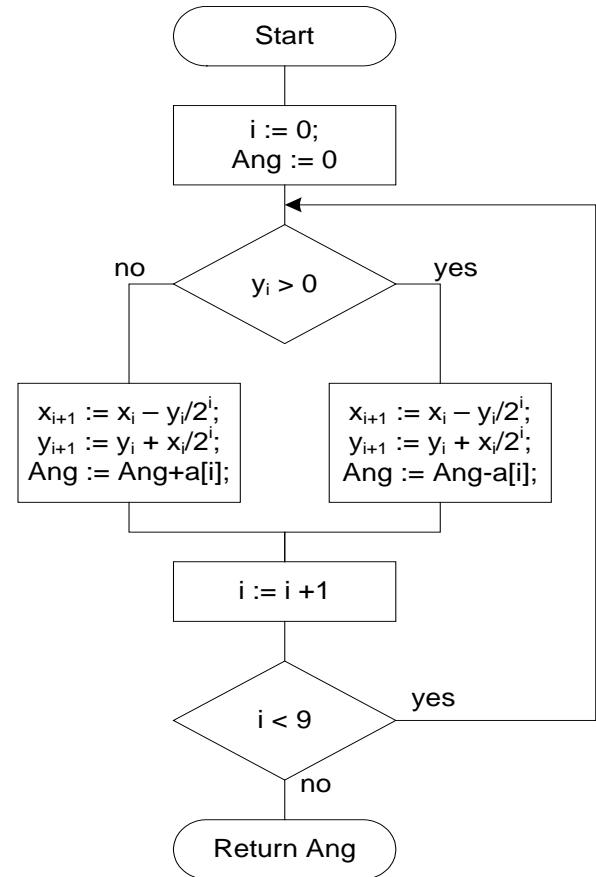 Start
i := 0;
Ang := 0
no
yes
yᵢ > 0
xᵢ₊₁ := xᵢ – yᵢ/2ⁱ;
yᵢ₊₁ := yᵢ + xᵢ/2ⁱ;
Ang := Ang+a[i];
xᵢ₊₁ := xᵢ – yᵢ/2ⁱ;
yᵢ₊₁ := yᵢ + xᵢ/2ⁱ;
Ang := Ang-a[i];
i := i +1
i < 9
yes
no
Return Ang